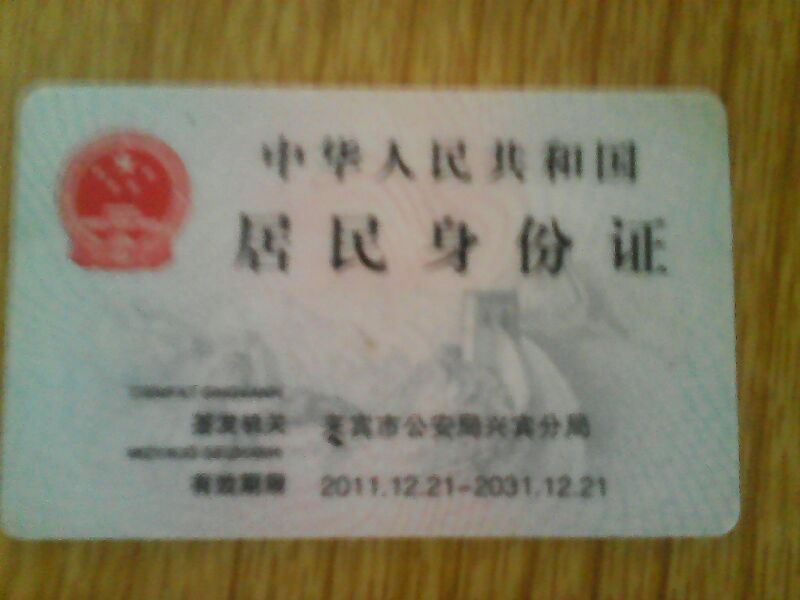 中华人民共和国
居民身份证
签发机关 来宾市公安局兴宾分局
有效期限 2011.12.21-2031.12.21